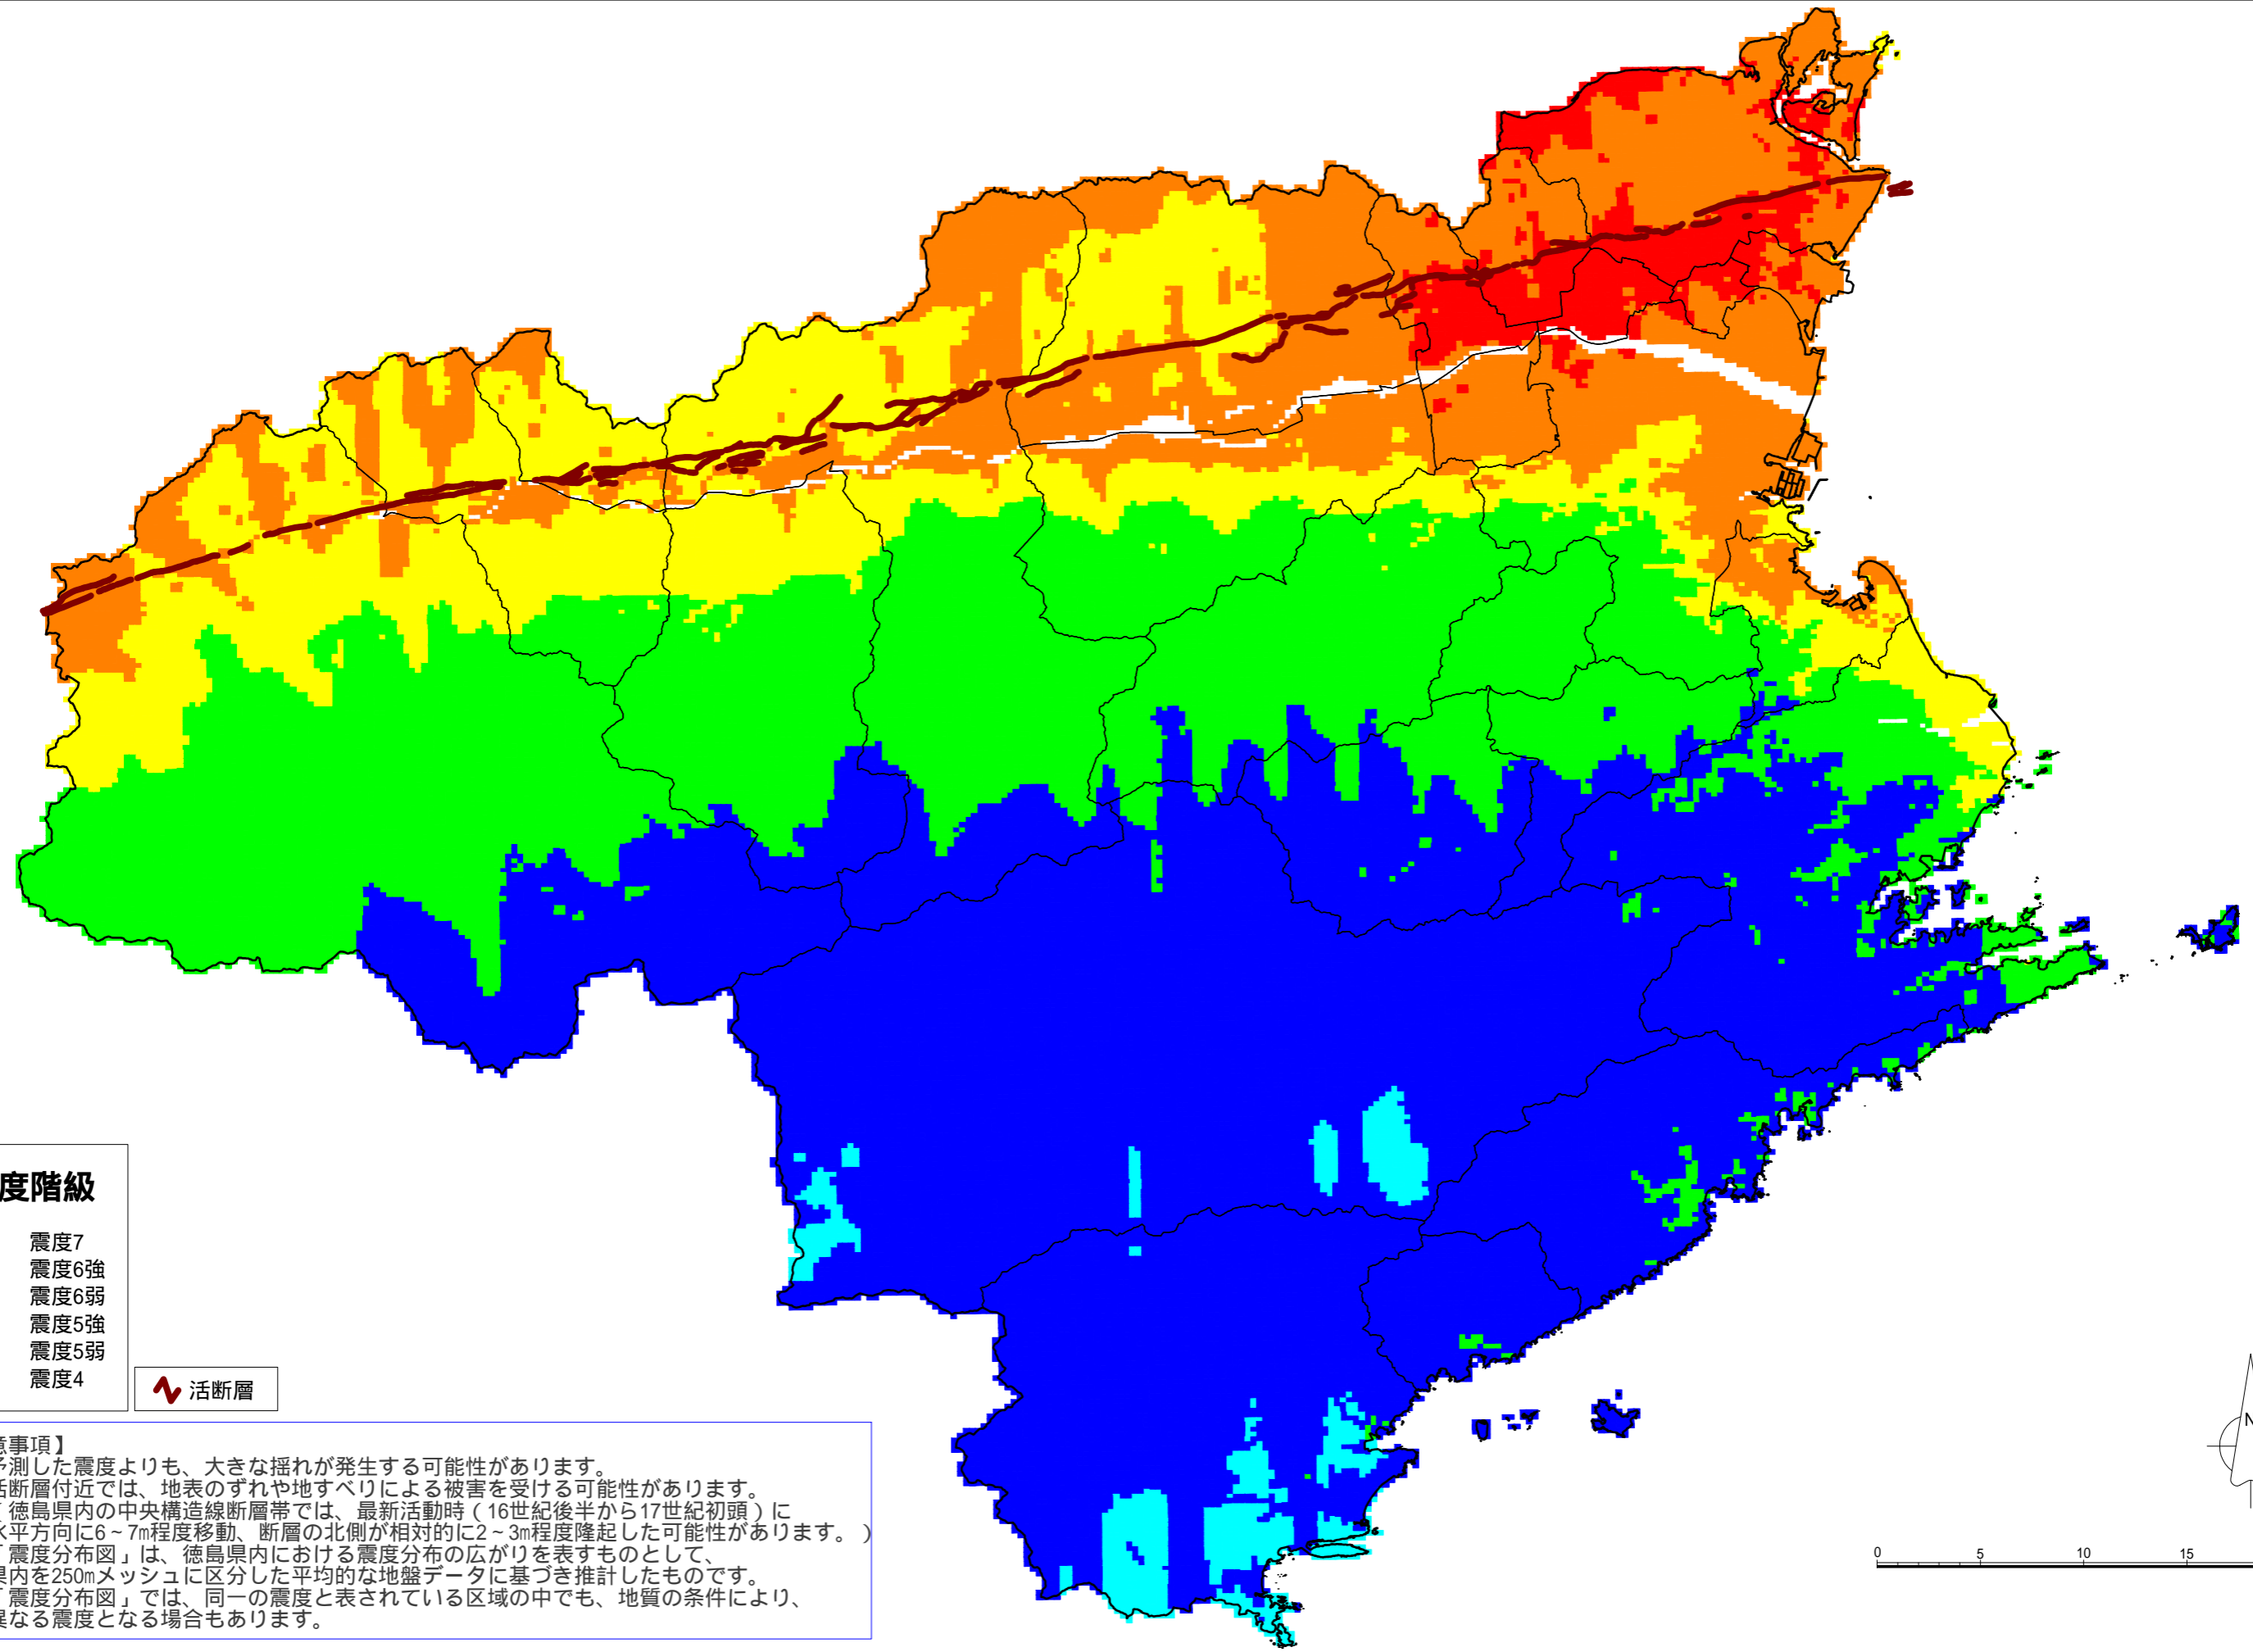 度階級
震度7
震度6強
震度6弱
震度5強
震度5弱
震度4
活断層
意事項】
予測した震度よりも、大きな揺れが発生する可能性があります。
活断層付近では、地表のずれや地すべりによる被害を受ける可能性があります。
(徳島県内の中央構造線断層帯では、最新活動時(16世紀後半から17世紀初頭)に
水平方向に6~7m程度移動、断層の北側が相対的に2~3m程度隆起した可能性があります。)
「震度分布図」は、徳島県内における震度分布の広がりを表すものとして、
県内を250mメッシュに区分した平均的な地盤データに基づき推計したものです。
「震度分布図」では、同一の震度と表されている区域の中でも、地質の条件により、
異なる震度となる場合もあります。
N
0 5 10 15